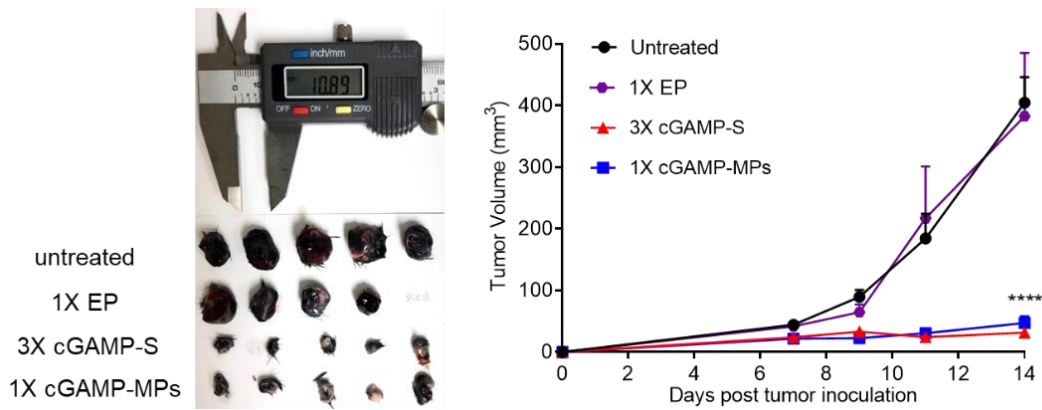 inch/mm
10.89
OFF ON ZERO
untreated
1X EP
died
3X cGAMP-S
1X cGAMP-MPs
Untreated
1X EP
3X cGAMP-S
1X cGAMP-MPs
Tumor Volume (mm³)
500
400
300
200
100
0
****
0 2 4 6 8 10 12 14
Days post tumor inoculation